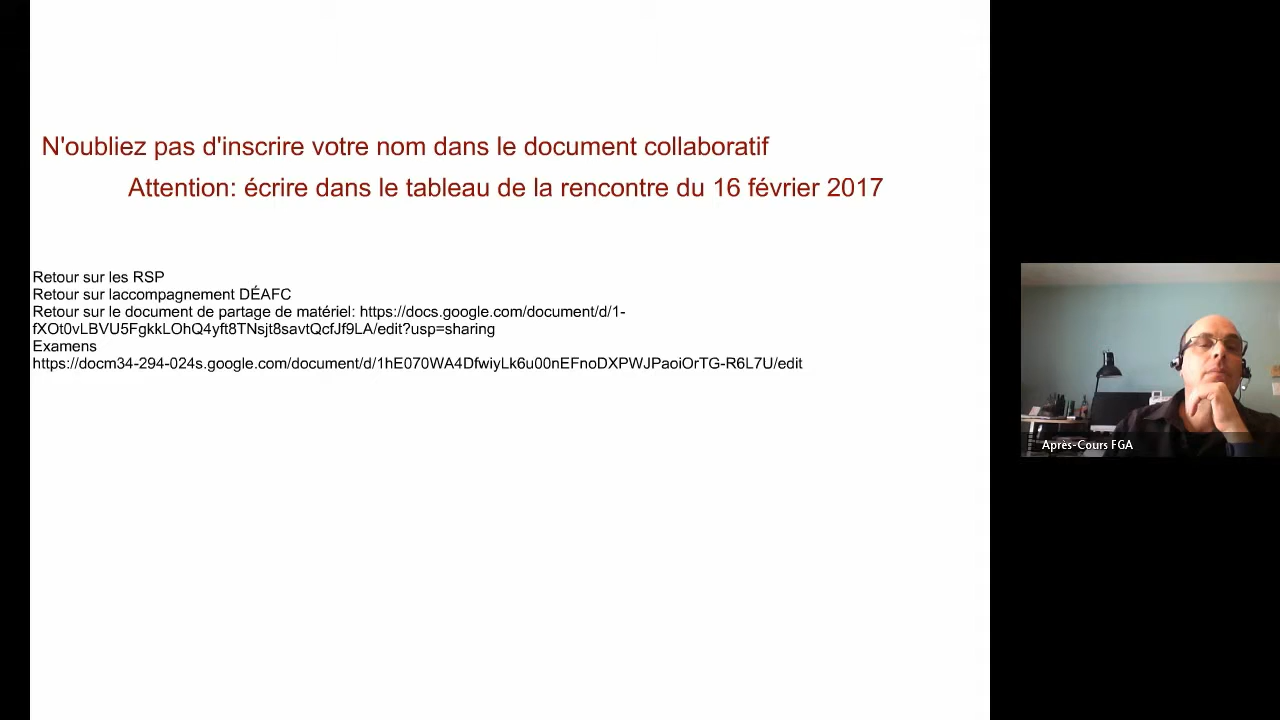 N'oubliez pas d'inscrire votre nom dans le document collaboratif
Attention: écrire dans le tableau de la rencontre du 16 février 2017
Retour sur les RSP
Retour sur laccompagnement DÉAFC
Retour sur le document de partage de matériel: https://docs.google.com/document/d/1-
fXOt0vLBVU5FgkkLOhQ4yft8TNsjt8savtQcfJf9LA/edit?usp=sharing
Examens
https://docm34-294-024s.google.com/document/d/1hE070WA4DfwiyLk6u00nEFnoDXPWJPaoiOrTG-R6L7U/edit
Après-Cours FGA